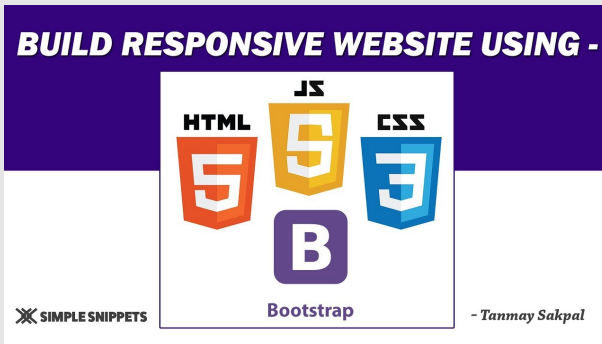 BUILD RESPONSIVE WEBSITE USING -
JS
HTML
CSS
5
5
3
B
Bootstrap
SIMPLE SNIPPETS
- Tanmay Sakpal